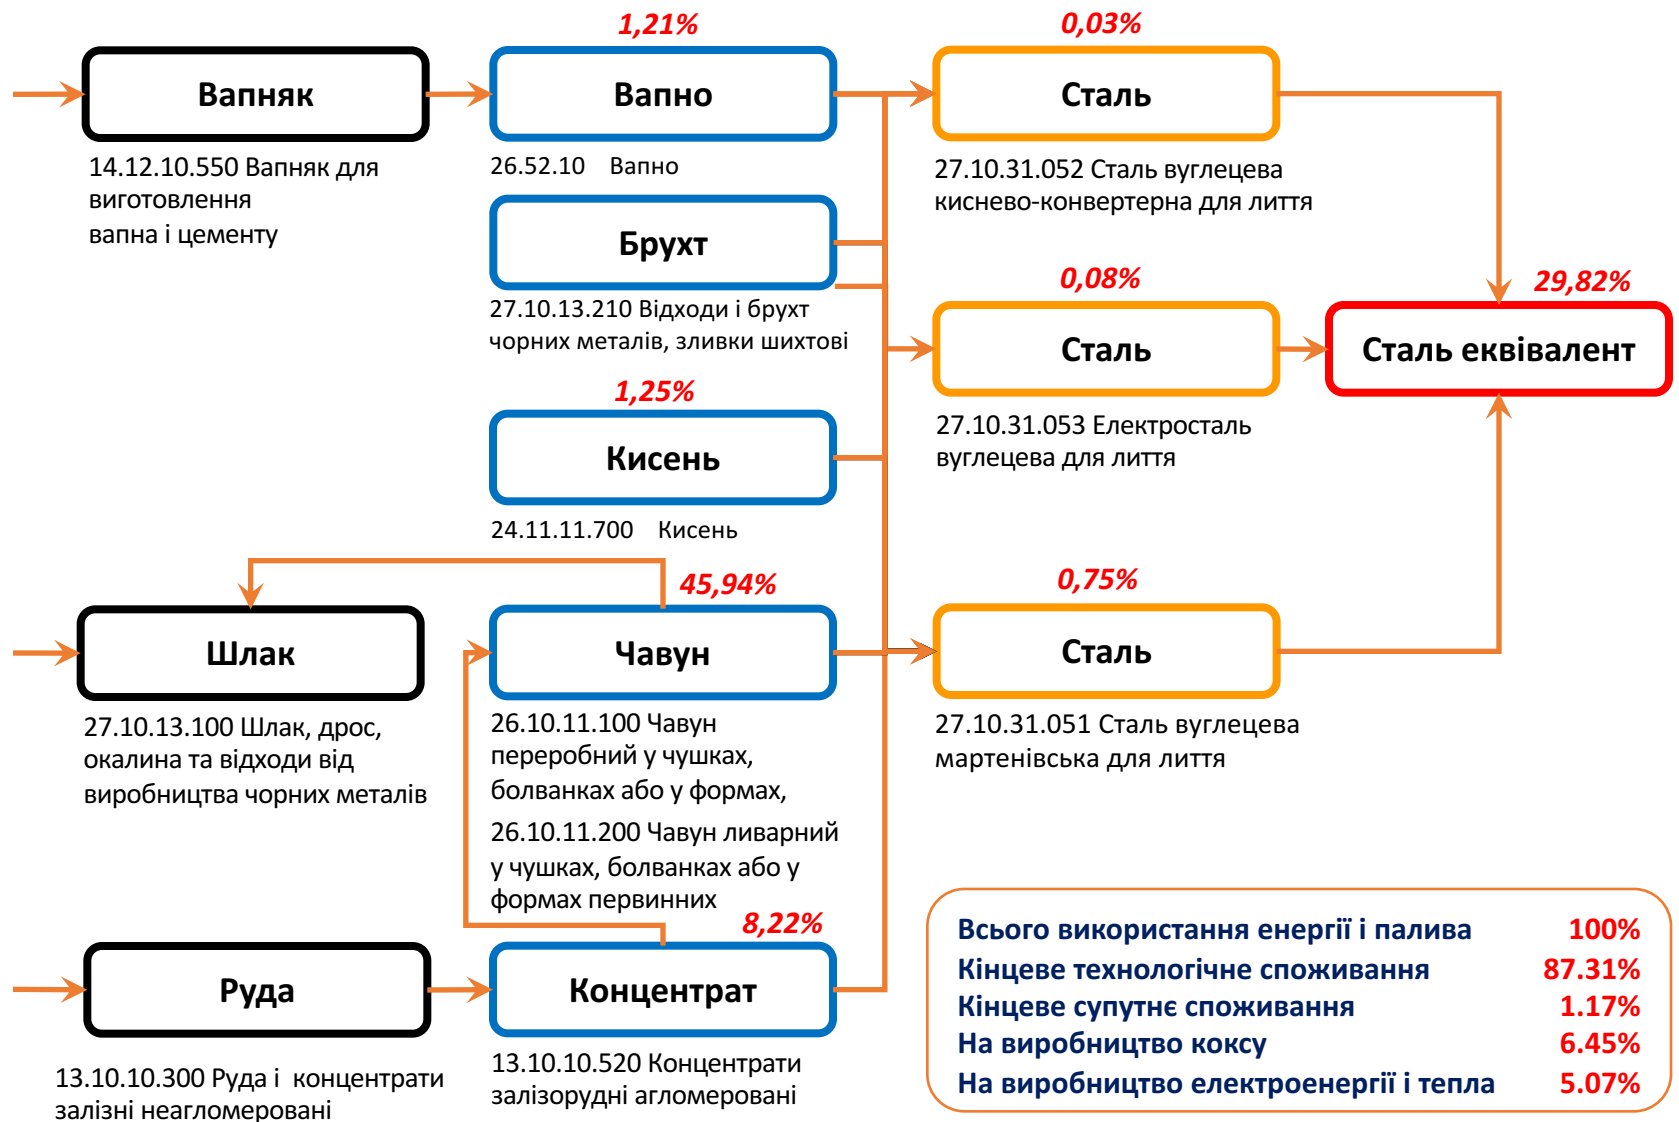 1,21%
0,03%
Вапняк
Вапно
Сталь
14.12.10.550 Вапняк для
виготовлення
вапна і цементу
26.52.10 Вапно
27.10.31.052 Сталь вуглецева
киснево-конвертерна для лиття
Брухт
27.10.13.210 Відходи і брухт
чорних металів, зливки шихтові
0,08%
29,82%
Сталь
Сталь еквівалент
1,25%
Кисень
27.10.31.053 Електросталь
вуглецева для лиття
24.11.11.700 Кисень
45,94%
0,75%
Шлак
Чавун
Сталь
27.10.13.100 Шлак, дрос,
окалина та відходи від
виробництва чорних металів
26.10.11.100 Чавун
переробний у чушках,
болванках або у формах,
26.10.11.200 Чавун ливарний
у чушках, болванках або у
формах первинних
27.10.31.051 Сталь вуглецева
мартенівська для лиття
8,22%
Руда
Концентрат
13.10.10.300 Руда і концентрати
залізні неагломеровані
13.10.10.520 Концентрати
залізорудні агломеровані
Всього використання енергії і палива 100%
Кінцеве технологічне споживання 87.31%
Кінцеве супутнє споживання 1.17%
На виробництво коксу 6.45%
На виробництво електроенергії і тепла 5.07%